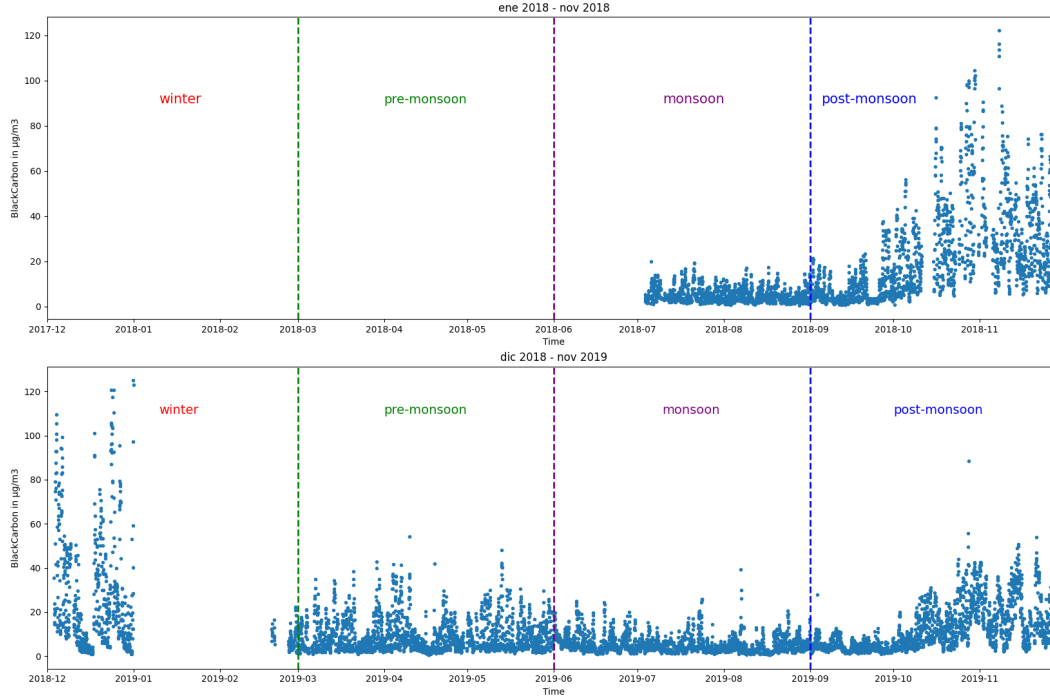 ene 2018 - nov 2018
120
100
80
60
40
20
0
BlackCarbon in µg/m3
winter
pre-monsoon
monsoon
post-monsoon
2017-12 2018-01 2018-02 2018-03 2018-04 2018-05 2018-06 2018-07 2018-08 2018-09 2018-10 2018-11
Time
dic 2018 - nov 2019
120
100
80
60
40
20
0
BlackCarbon in µg/m3
winter
pre-monsoon
monsoon
post-monsoon
2018-12 2019-01 2019-02 2019-03 2019-04 2019-05 2019-06 2019-07 2019-08 2019-09 2019-10 2019-11
Time